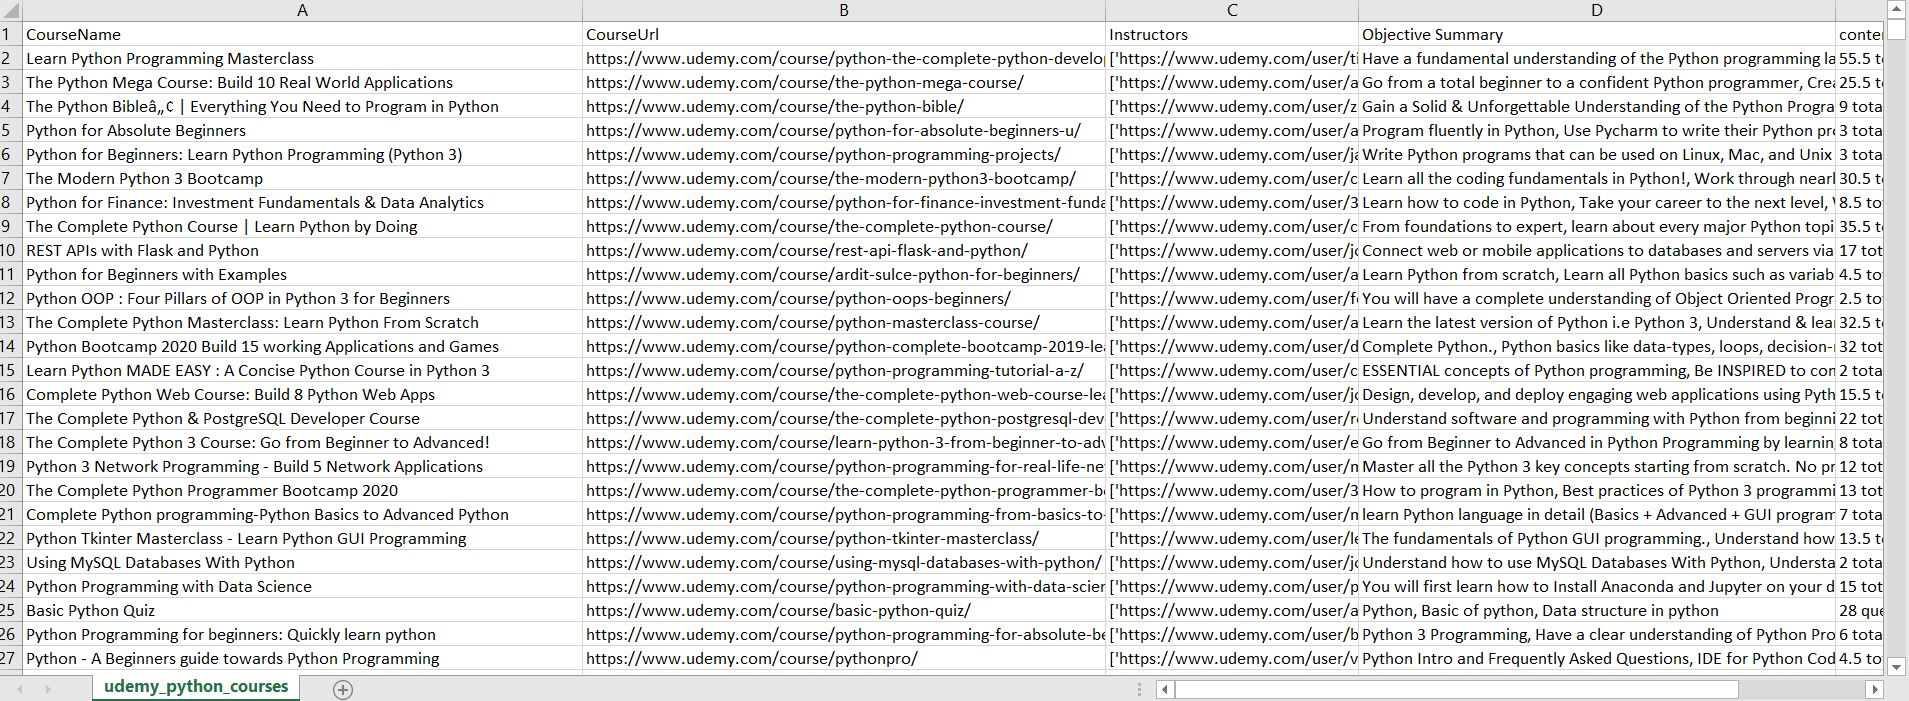 A B C D
1 CourseName CourseUrl Instructors Objective Summary
2 Learn Python Programming Masterclass https://www.udemy.com/course/python-the-complete-python-develo ['https://www.udemy.com/user/t Have a fundamental understanding of the Python programming la 55.5 t
3 The Python Mega Course: Build 10 Real World Applications https://www.udemy.com/course/the-python-mega-course/ ['https://www.udemy.com/user/a Go from a total beginner to a confident Python programmer, Crea 25.5 t
4 The Python Bibleâ„¢ | Everything You Need to Program in Python https://www.udemy.com/course/the-python-bible/ ['https://www.udemy.com/user/z Gain a Solid & Unforgettable Understanding of the Python Progra 9 tota
5 Python for Absolute Beginners https://www.udemy.com/course/python-for-absolute-beginners-u/ ['https://www.udemy.com/user/a Program fluently in Python, Use Pycharm to write their Python pr 3 tota
6 Python for Beginners: Learn Python Programming (Python 3) https://www.udemy.com/course/python-programming-projects/ ['https://www.udemy.com/user/ja Write Python programs that can be used on Linux, Mac, and Unix 3 tota
7 The Modern Python 3 Bootcamp https://www.udemy.com/course/the-modern-python3-bootcamp/ ['https://www.udemy.com/user/c Learn all the coding fundamentals in Python!, Work through nearl 30.5 t
8 Python for Finance: Investment Fundamentals & Data Analytics https://www.udemy.com/course/python-for-finance-investment-funda ['https://www.udemy.com/user/3 Learn how to code in Python, Take your career to the next level, 8.5 to
9 The Complete Python Course | Learn Python by Doing https://www.udemy.com/course/the-complete-python-course/ ['https://www.udemy.com/user/c From foundations to expert, learn about every major Python topi 35.5 t
10 REST APIs with Flask and Python https://www.udemy.com/course/rest-api-flask-and-python/ ['https://www.udemy.com/user/jo Connect web or mobile applications to databases and servers via 17 tot
11 Python for Beginners with Examples https://www.udemy.com/course/ardit-sulce-python-for-beginners/ ['https://www.udemy.com/user/a Learn Python from scratch, Learn all Python basics such as variab 4.5 to
12 Python OOP : Four Pillars of OOP in Python 3 for Beginners https://www.udemy.com/course/python-oops-beginners/ ['https://www.udemy.com/user/fe You will have a complete understanding of Object Oriented Progr 2.5 to
13 The Complete Python Masterclass: Learn Python From Scratch https://www.udemy.com/course/python-masterclass-course/ ['https://www.udemy.com/user/a Learn the latest version of Python i.e Python 3, Understand & lea 32.5 t
14 Python Bootcamp 2020 Build 15 working Applications and Games https://www.udemy.com/course/python-complete-bootcamp-2019-lea ['https://www.udemy.com/user/d Complete Python., Python basics like data-types, loops, decision- 32 tot
15 Learn Python MADE EASY : A Concise Python Course in Python 3 https://www.udemy.com/course/python-programming-tutorial-a-z/ ['https://www.udemy.com/user/c ESSENTIAL concepts of Python programming, Be INSPIRED to con 2 tota
16 Complete Python Web Course: Build 8 Python Web Apps https://www.udemy.com/course/the-complete-python-web-course-lea ['https://www.udemy.com/user/jo Design, develop, and deploy engaging web applications using Pyth 15.5 t
17 The Complete Python & PostgreSQL Developer Course https://www.udemy.com/course/the-complete-python-postgresql-dev ['https://www.udemy.com/user/ro Understand software and programming with Python from beginni 22 tot
18 The Complete Python 3 Course: Go from Beginner to Advanced! https://www.udemy.com/course/learn-python-3-from-beginner-to-adv ['https://www.udemy.com/user/e Go from Beginner to Advanced in Python Programming by learnin 8 tota
19 Python 3 Network Programming - Build 5 Network Applications https://www.udemy.com/course/python-programming-for-real-life-ne ['https://www.udemy.com/user/m Master all the Python 3 key concepts starting from scratch. No pr 12 tot
20 The Complete Python Programmer Bootcamp 2020 https://www.udemy.com/course/the-complete-python-programmer-b ['https://www.udemy.com/user/3 How to program in Python, Best practices of Python 3 programmi 13 tot
21 Complete Python programming-Python Basics to Advanced Python https://www.udemy.com/course/python-programming-from-basics-to- ['https://www.udemy.com/user/n learn Python language in detail (Basics + Advanced + GUI program 7 tota
22 Python Tkinter Masterclass - Learn Python GUI Programming https://www.udemy.com/course/python-tkinter-masterclass/ ['https://www.udemy.com/user/le The fundamentals of Python GUI programming., Understand how 13.5 t
23 Using MySQL Databases With Python https://www.udemy.com/course/using-mysql-databases-with-python/ ['https://www.udemy.com/user/jo Understand how to use MySQL Databases With Python, Understa 2 tota
24 Python Programming with Data Science https://www.udemy.com/course/python-programming-with-data-scien ['https://www.udemy.com/user/p You will first learn how to Install Anaconda and Jupyter on your d 15 tot
25 Basic Python Quiz https://www.udemy.com/course/basic-python-quiz/ ['https://www.udemy.com/user/a Python, Basic of python, Data structure in python 28 que
26 Python Programming for beginners: Quickly learn python https://www.udemy.com/course/python-programming-for-absolute-be ['https://www.udemy.com/user/b Python 3 Programming, Have a clear understanding of Python Pro 6 tota
27 Python - A Beginners guide towards Python Programming https://www.udemy.com/course/pythonpro/ ['https://www.udemy.com/user/v Python Intro and Frequently Asked Questions, IDE for Python Cod 4.5 to
udemy_python_courses